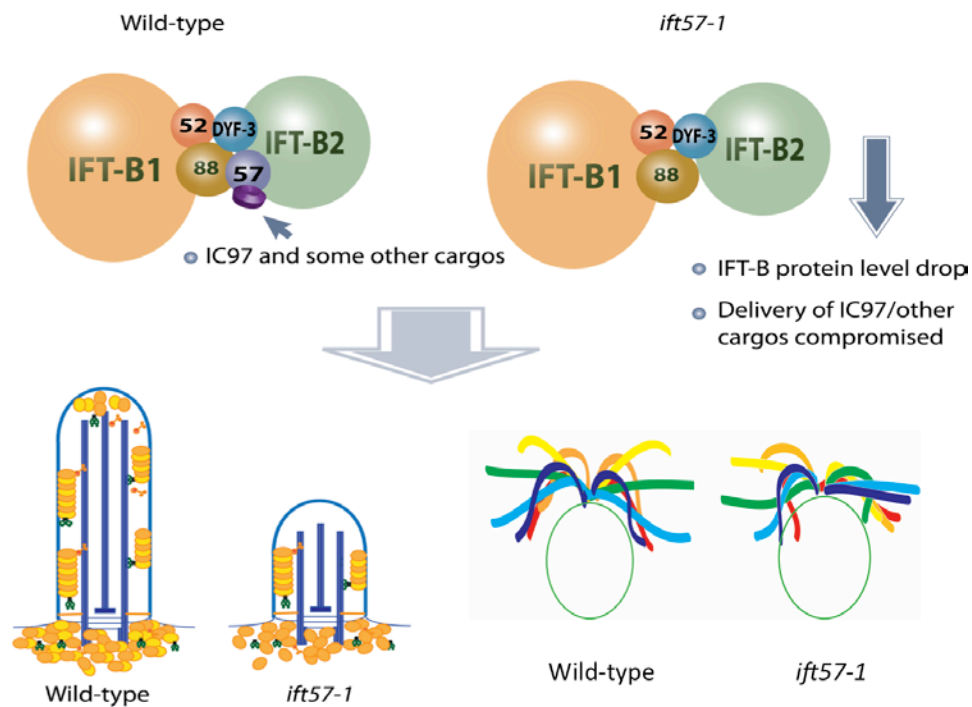 Wild-type
ift57-1
52
DYF-3
IFT-B1
88
57
IFT-B2
IC97 and some other cargos
52
DYF-3
IFT-B1
88
IFT-B2
IFT-B protein level drop
Delivery of IC97/other
cargos compromised
Wild-type
ift57-1
Wild-type
ift57-1